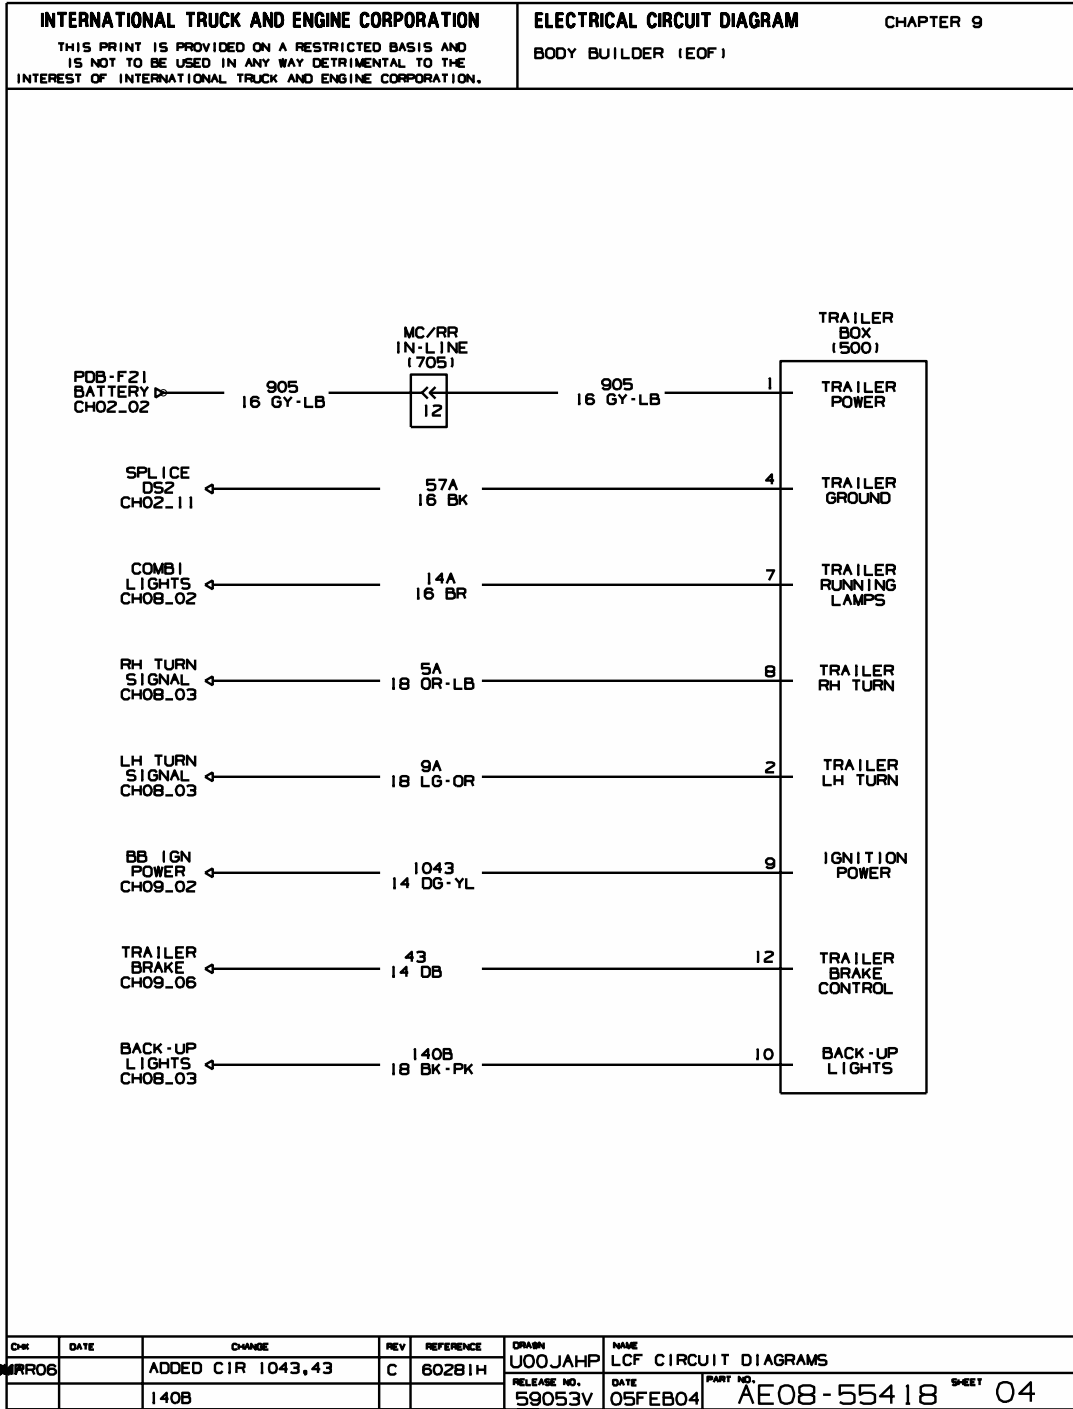 INTERNATIONAL TRUCK AND ENGINE CORPORATION
THIS PRINT IS PROVIDED ON A RESTRICTED BASIS AND
IS NOT TO BE USED IN ANY WAY DETRIMENTAL TO THE
INTEREST OF INTERNATIONAL TRUCK AND ENGINE CORPORATION.
ELECTRICAL CIRCUIT DIAGRAM CHAPTER 9
BODY BUILDER (EOF)
MC/RR
IN-LINE
(705)
TRAILER
BOX
(500)
PDB-F21
BATTERY
CH02_02
905
16 GY-LB
12
905
16 GY-LB
1
TRAILER
POWER
SPLICE
DS2
CH02_11
57A
16 BK
4
TRAILER
GROUND
COMBI
LIGHTS
CH08_02
14A
16 BR
7
TRAILER
RUNNING
LAMPS
RH TURN
SIGNAL
CH08_03
5A
18 OR-LB
8
TRAILER
RH TURN
LH TURN
SIGNAL
CH08_03
9A
18 LG-OR
2
TRAILER
LH TURN
BB IGN
POWER
CH09_02
1043
14 DG-YL
9
IGNITION
POWER
TRAILER
BRAKE
CH09_06
43
14 DB
12
TRAILER
BRAKE
CONTROL
BACK-UP
LIGHTS
CH08_03
140B
18 BK-PK
10
BACK-UP
LIGHTS
CHK DATE CHANGE REV REFERENCE
ADDED CIR 1043,43 C 60281H
140B
DRAWN
U00JAHP
NAME
LCF CIRCUIT DIAGRAMS
RELEASE NO.
59053V
DATE
05FEB04
PART NO.
AE08-55418
SHEET 04